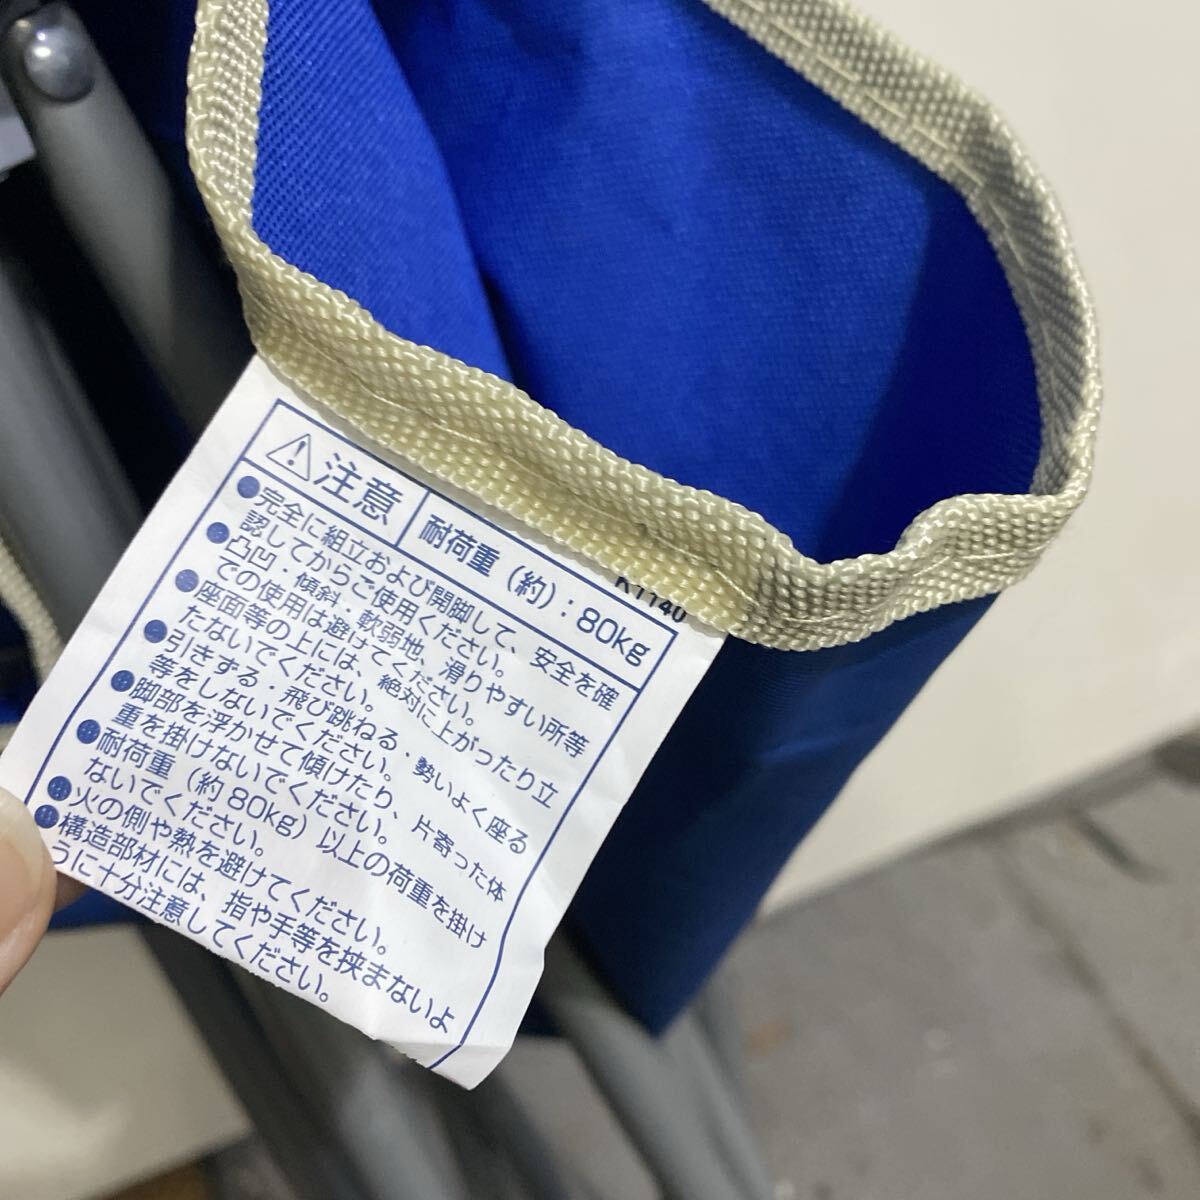 ⚠注意 耐荷重(約):80kg
●完全に組立および開脚して、安全を確
認してからご使用ください。
●凸凹・傾斜・軟弱地、滑りやすい所等
での使用は避けてください。
●座面等の上には、絶対に上がったり立
たないでください。
●引きずる・飛び跳ねる・勢いよく座る
等をしないでください。
●脚部を浮かせて傾けたり、片寄った体
重を掛けないでください。
●耐荷重(約80kg)以上の荷重を掛け
ないでください。
●火の側や熱を避けてください。
●構造部材には、指や手等を挟まないよ
うに十分注意してください。